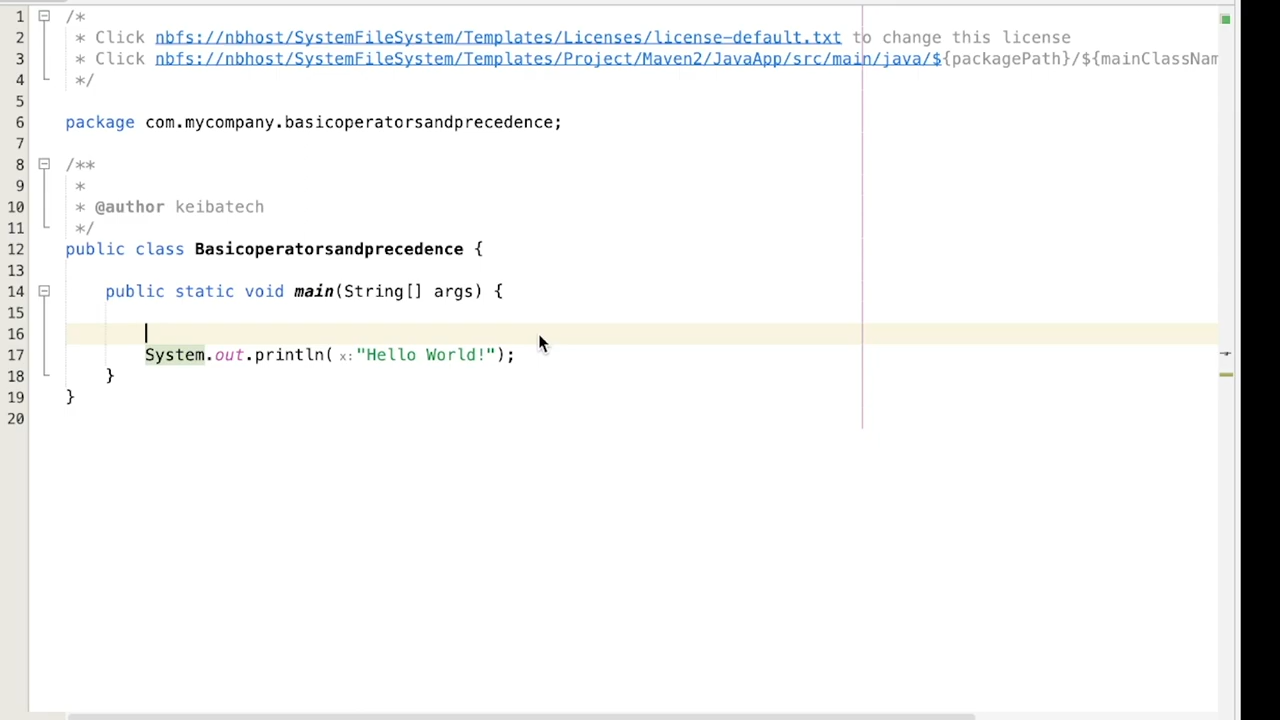 1 /*
2 * Click nbfs://nbhost/SystemFileSystem/Templates/Licenses/license-default.txt to change this license
3 * Click nbfs://nbhost/SystemFileSystem/Templates/Project/Maven2/JavaApp/src/main/java/${packagePath}/${mainClassNam
4 */
5
6 package com.mycompany.basicoperatorsandprecedence;
7
8 /**
9 *
10 * @author keibatech
11 */
12 public class Basicoperatorsandprecedence {
13
14 public static void main(String[] args) {
15
16
17 System.out.println( x: "Hello World!");
18 }
19 }
20